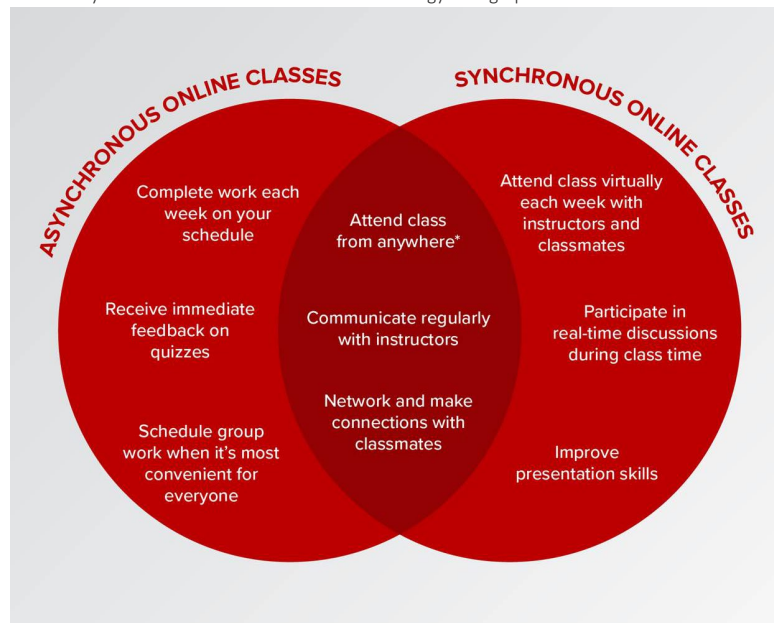 ASYNCHRONOUS ONLINE CLASSES
SYNCHRONOUS ONLINE CLASSES
Complete work each
week on your
schedule
Receive immediate
feedback on
quizzes
Schedule group
work when it’s most
convenient for
everyone
Attend class
from anywhere*
Communicate regularly
with instructors
Network and make
connections with
classmates
Attend class virtually
each week with
instructors and
classmates
Participate in
real-time discussions
during class time
Improve
presentation skills